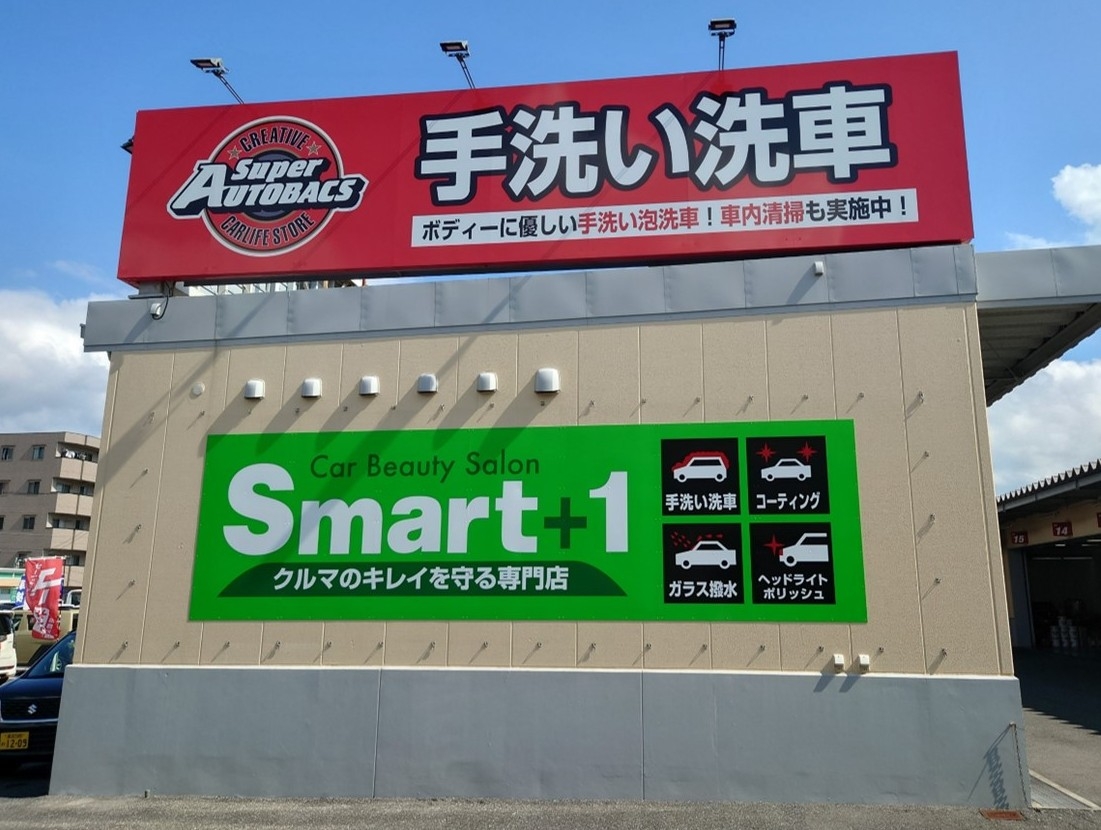 CREATIVE
Super
AUTOBACS
CARLIFE STORE
手洗い洗車
ボディーに優しい手洗い泡洗車！車内清掃も実施中！
Car Beauty Salon
Smart+1
クルマのキレイを守る専門店
手洗い洗車
コーティング
ガラス撥水
ヘッドライト
ポリッシュ
15
14
12-09